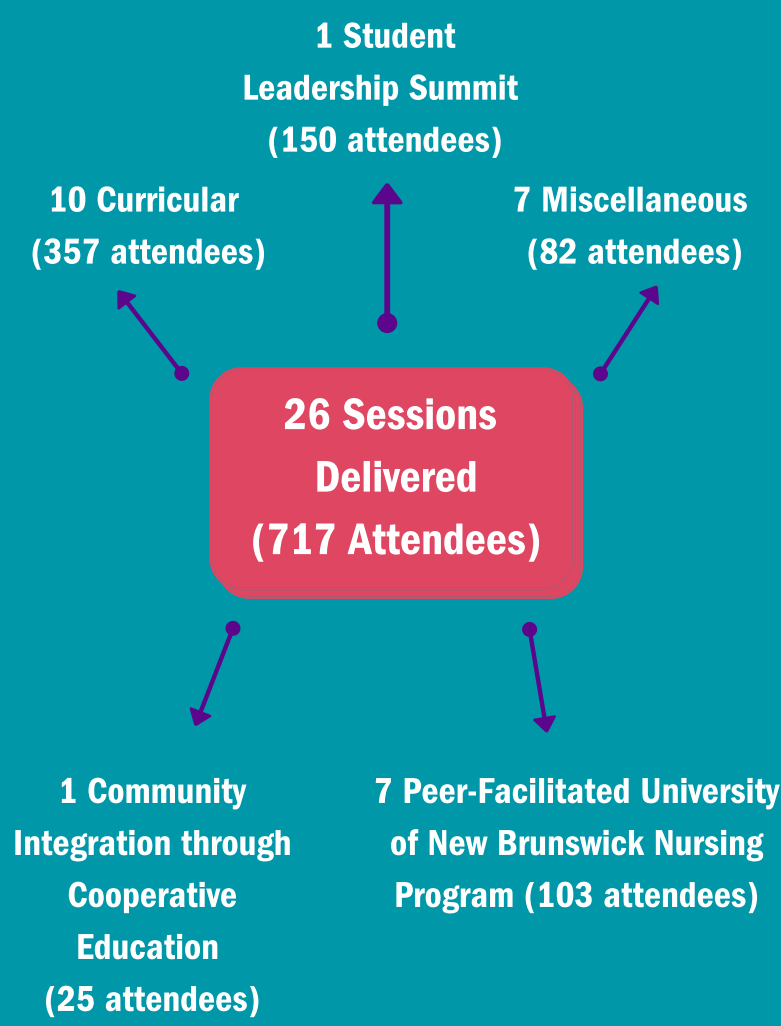 1 Student
Leadership Summit
(150 attendees)
10 Curricular
(357 attendees)
7 Miscellaneous
(82 attendees)
26 Sessions
Delivered
(717 Attendees)
1 Community
Integration through
Cooperative
Education
(25 attendees)
7 Peer-Facilitated University
of New Brunswick Nursing
Program (103 attendees)